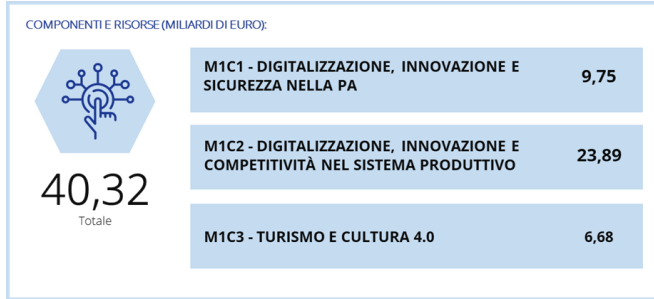 COMPONENTI E RISORSE (MILIARDI DI EURO):
40,32
Totale
M1C1 - DIGITALIZZAZIONE, INNOVAZIONE E
SICUREZZA NELLA PA
9,75
M1C2 - DIGITALIZZAZIONE, INNOVAZIONE E
COMPETITIVITÀ NEL SISTEMA PRODUTTIVO
23,89
M1C3 - TURISMO E CULTURA 4.0
6,68